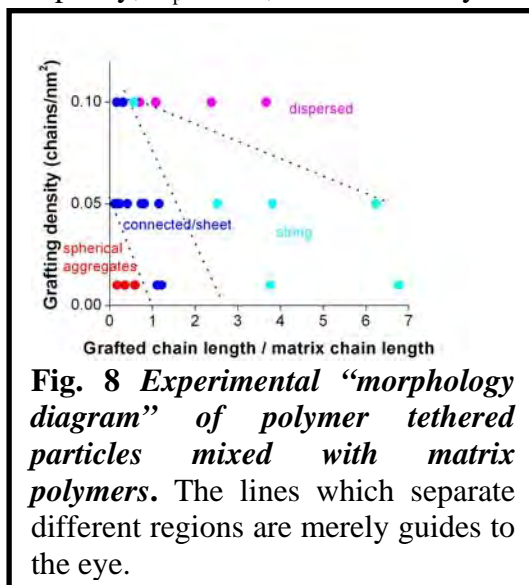 0.10
dispersed
Grafting density (chains/nm²)
0.05
connected/sheet
string
spherical
aggregates
0.00
0 1 2 3 4 5 6 7
Grafted chain length / matrix chain length
Fig. 8 Experimental “morphology
diagram” of polymer tethered
particles mixed with matrix
polymers. The lines which separate
different regions are merely guides to
the eye.